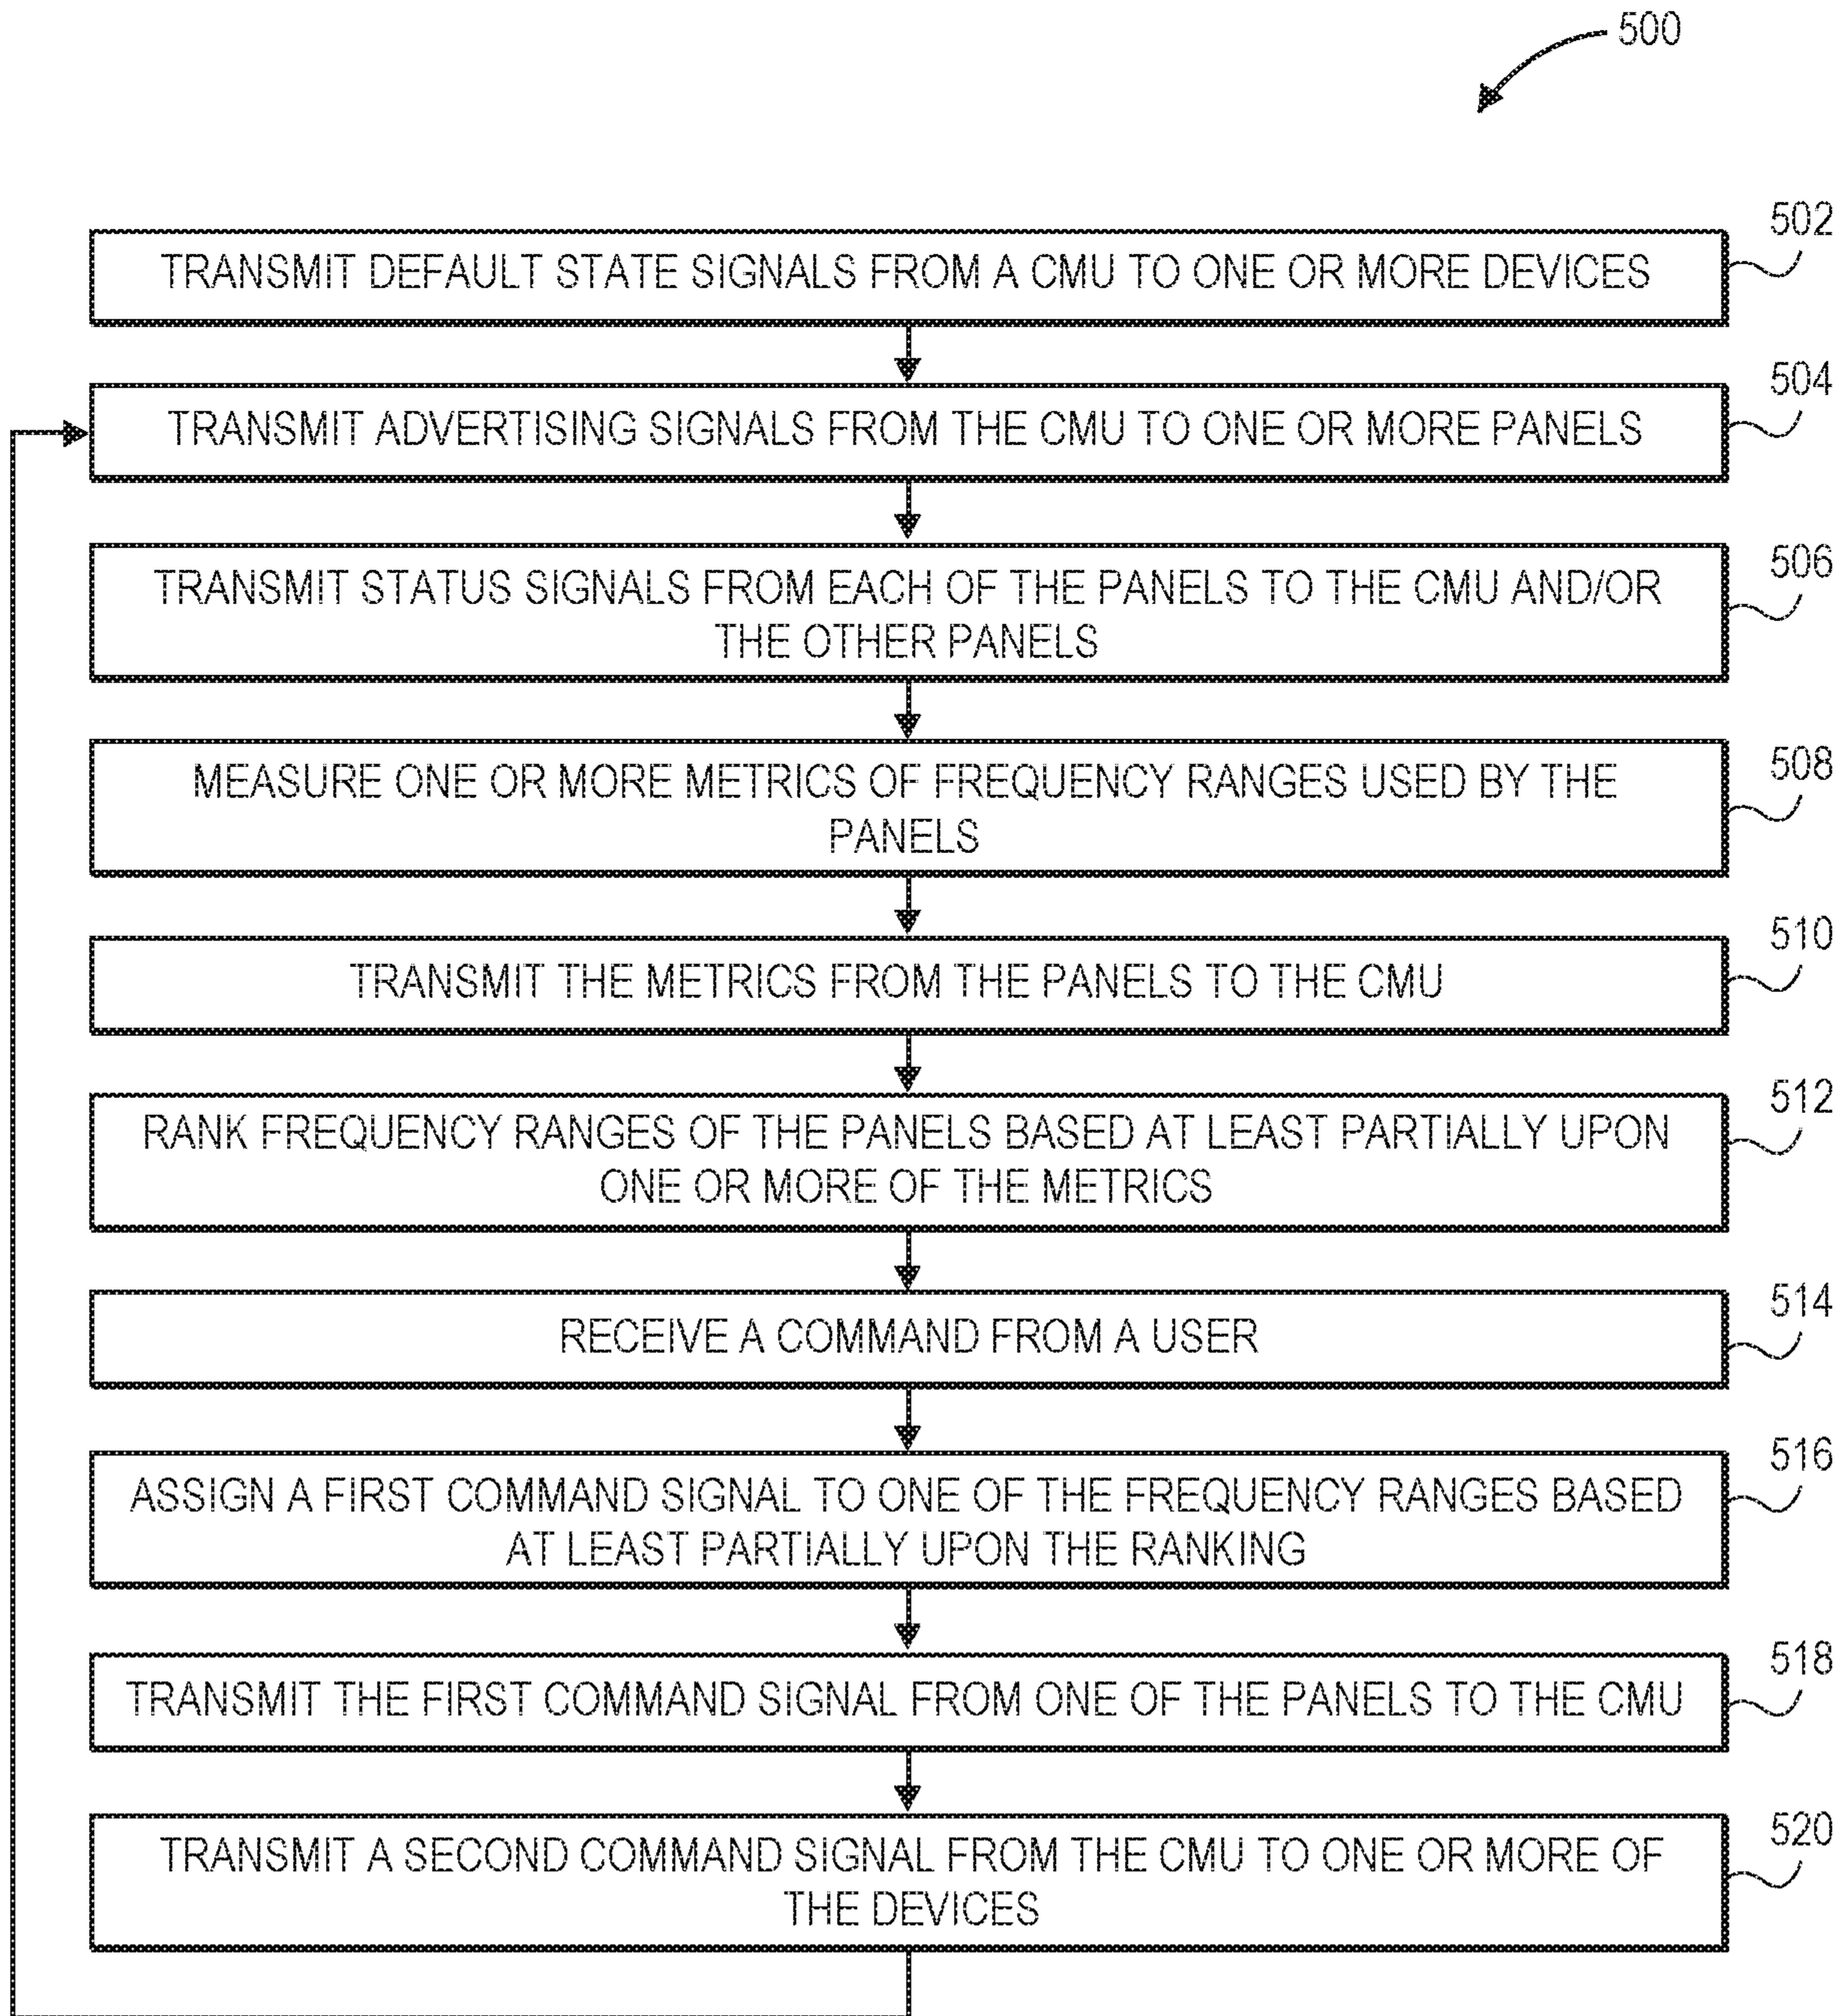 500
502
TRANSMIT DEFAULT STATE SIGNALS FROM A CMU TO ONE OR MORE DEVICES
504
TRANSMIT ADVERTISING SIGNALS FROM THE CMU TO ONE OR MORE PANELS
506
TRANSMIT STATUS SIGNALS FROM EACH OF THE PANELS TO THE CMU AND/OR
THE OTHER PANELS
508
MEASURE ONE OR MORE METRICS OF FREQUENCY RANGES USED BY THE
PANELS
510
TRANSMIT THE METRICS FROM THE PANELS TO THE CMU
512
RANK FREQUENCY RANGES OF THE PANELS BASED AT LEAST PARTIALLY UPON
ONE OR MORE OF THE METRICS
514
RECEIVE A COMMAND FROM A USER
516
ASSIGN A FIRST COMMAND SIGNAL TO ONE OF THE FREQUENCY RANGES BASED
AT LEAST PARTIALLY UPON THE RANKING
518
TRANSMIT THE FIRST COMMAND SIGNAL FROM ONE OF THE PANELS TO THE CMU
520
TRANSMIT A SECOND COMMAND SIGNAL FROM THE CMU TO ONE OR MORE OF
THE DEVICES